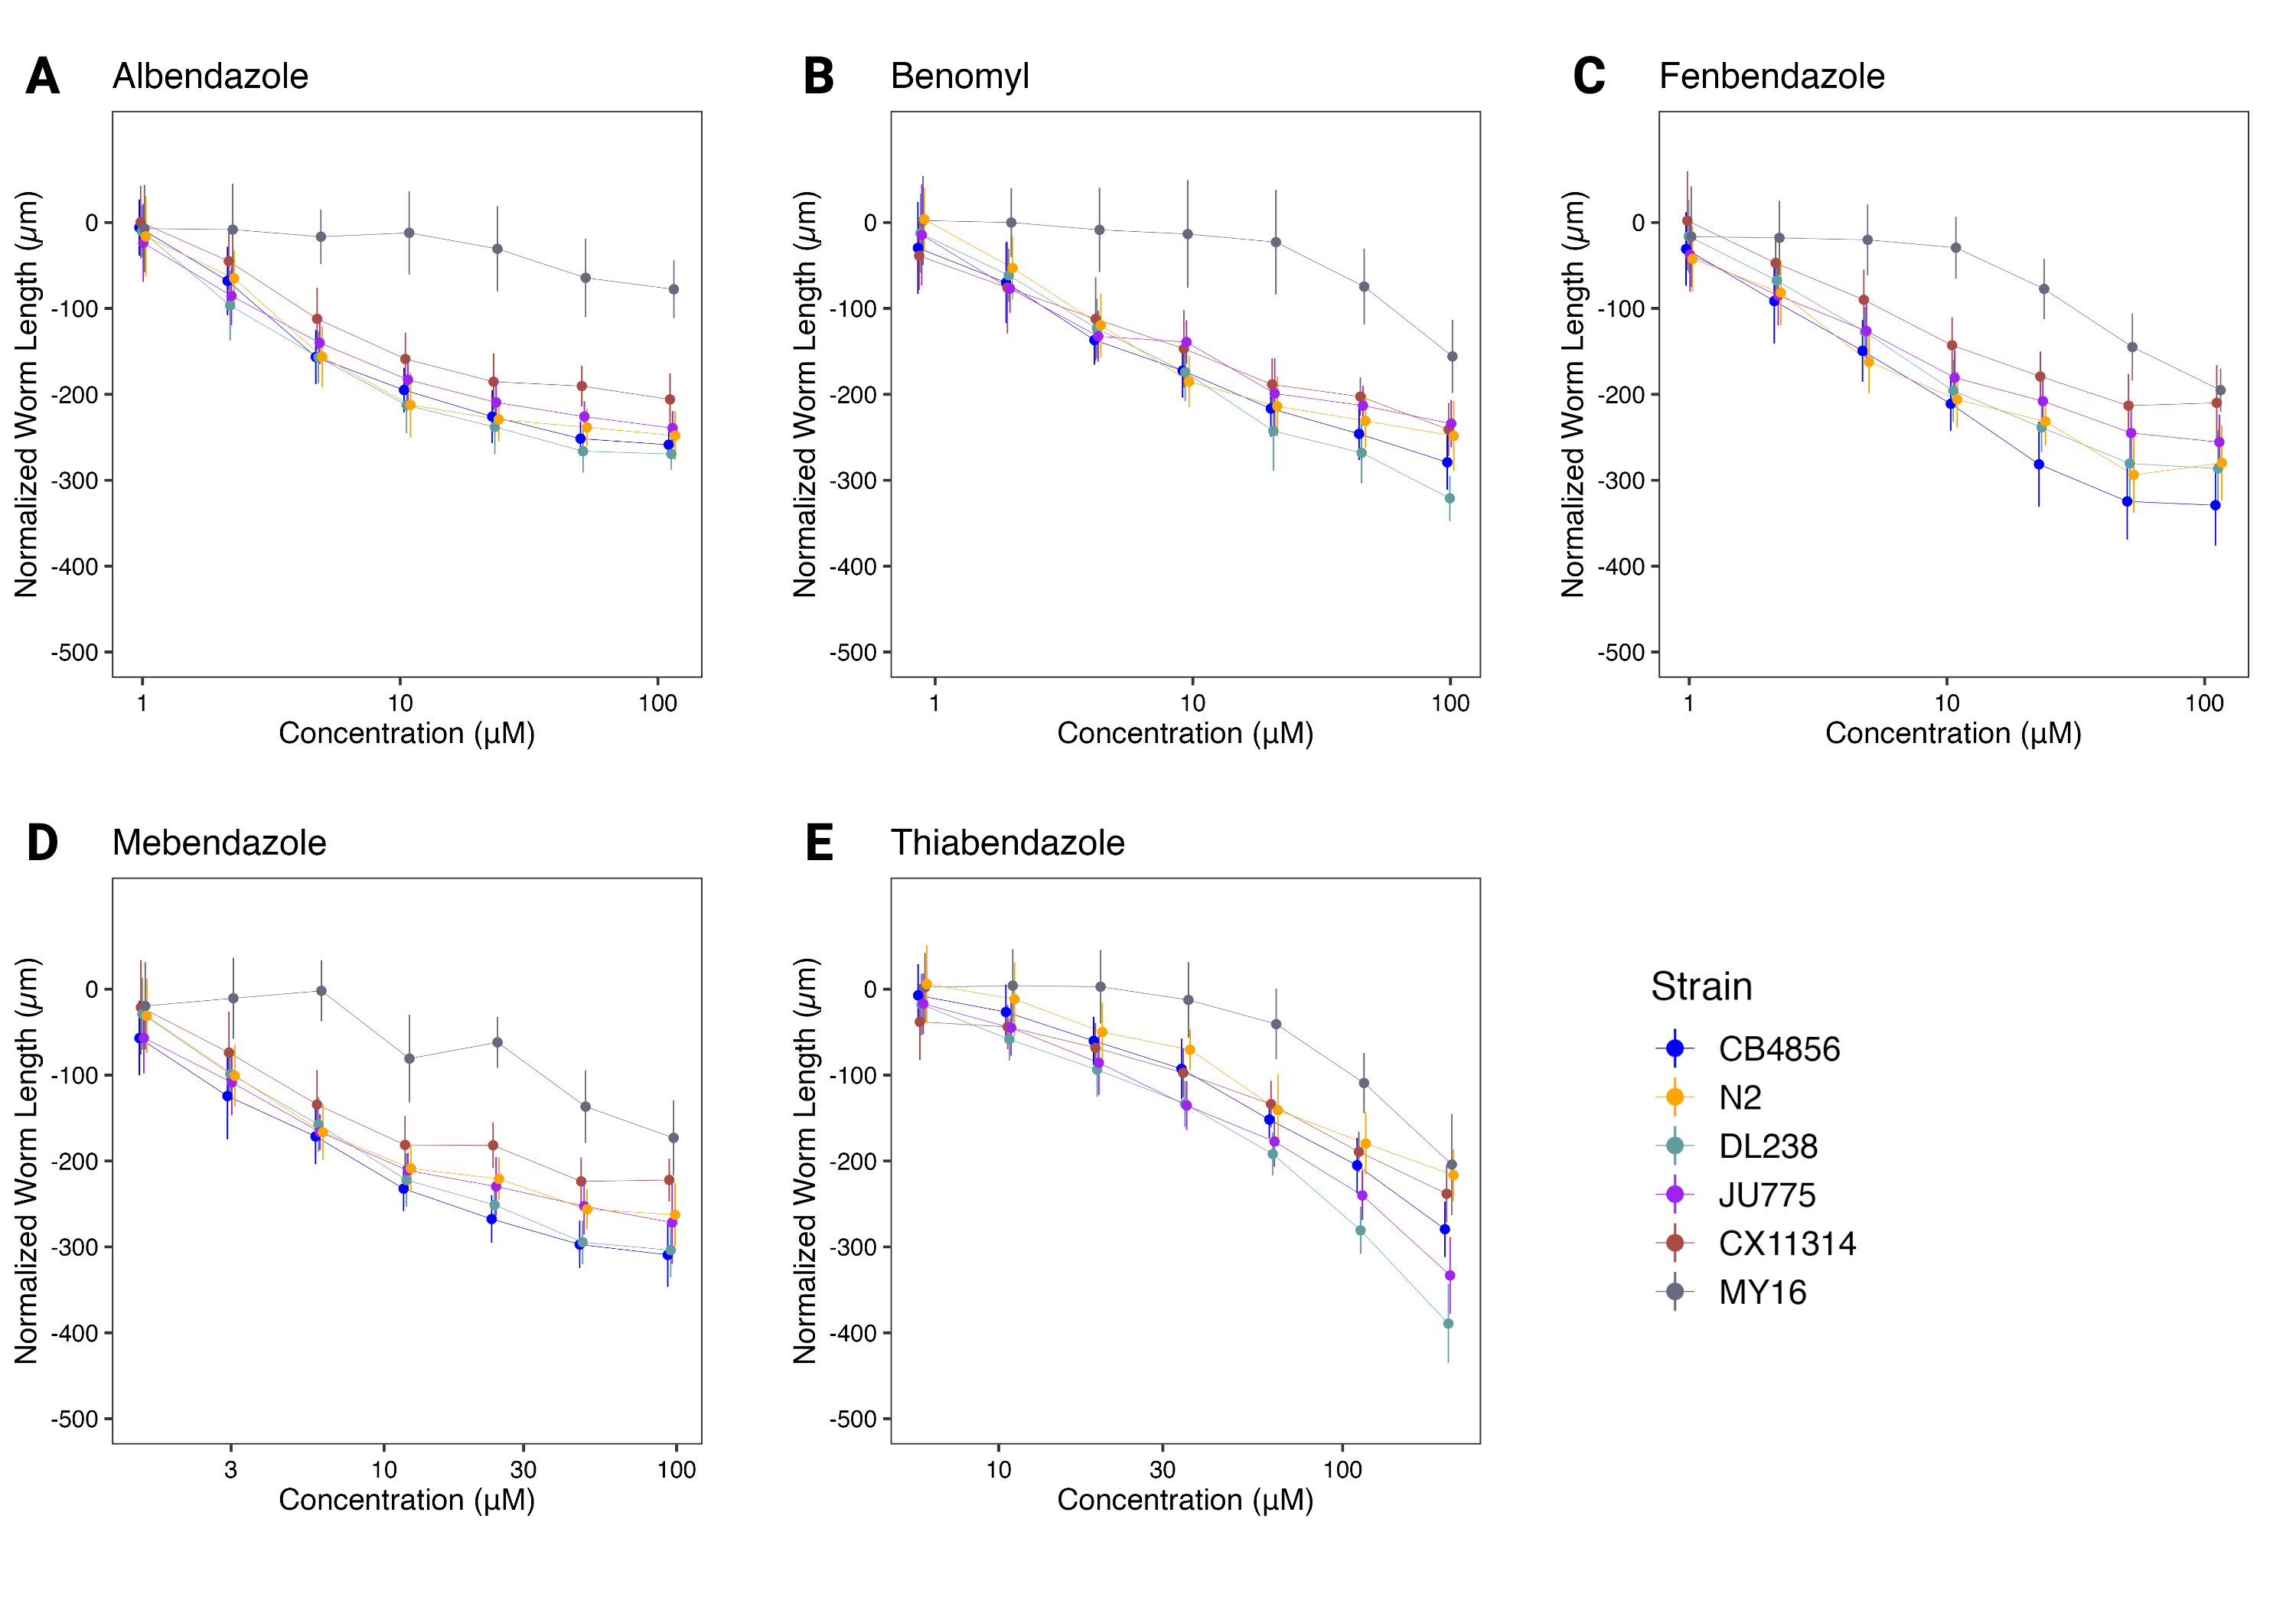 A Albendazole
B Benomyl
C Fenbendazole
Normalized Worm Length (µm)
0
-100
-200
-300
-400
-500
1 10 100
Concentration (µM)
Normalized Worm Length (µm)
0
-100
-200
-300
-400
-500
1 10 100
Concentration (µM)
Normalized Worm Length (µm)
0
-100
-200
-300
-400
-500
1 10 100
Concentration (µM)
D Mebendazole
E Thiabendazole
Normalized Worm Length (µm)
0
-100
-200
-300
-400
-500
3 10 30 100
Concentration (µM)
Normalized Worm Length (µm)
0
-100
-200
-300
-400
-500
10 30 100
Concentration (µM)
Strain
CB4856
N2
DL238
JU775
CX11314
MY16